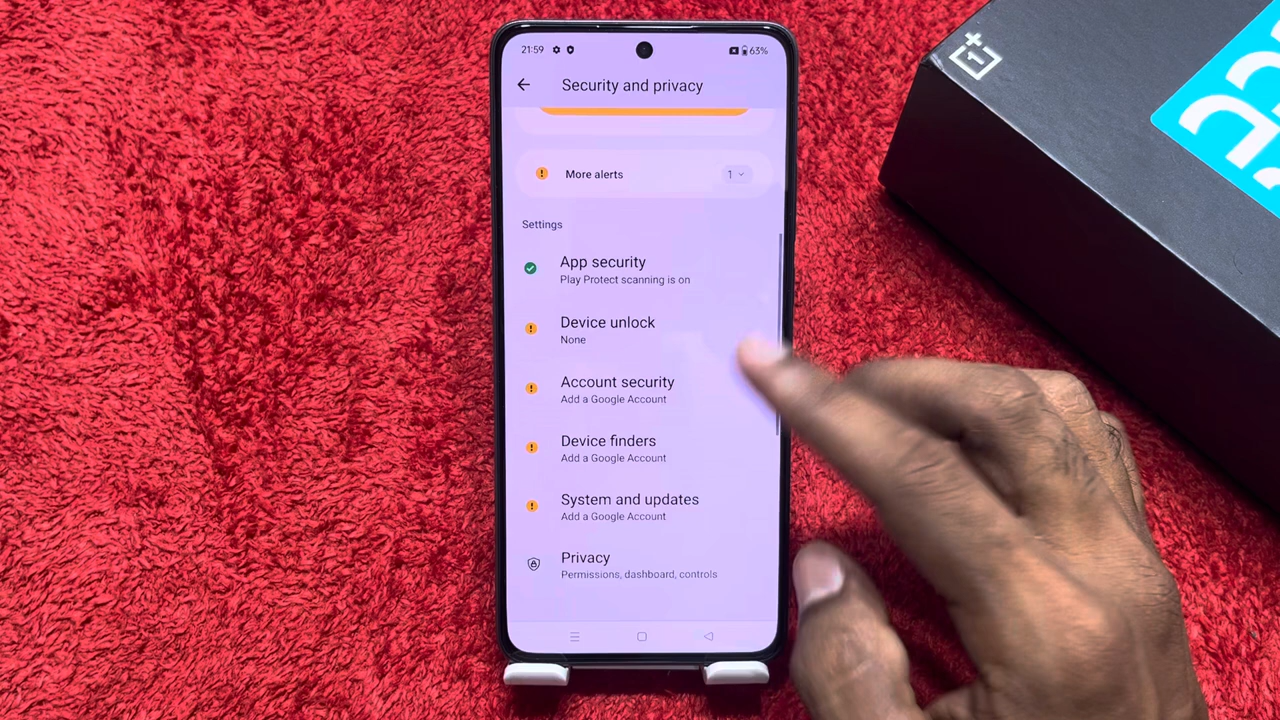 21:59
63%
Security and privacy
More alerts
1
Settings
App security
Play Protect scanning is on
Device unlock
None
Account security
Add a Google Account
Device finders
Add a Google Account
System and updates
Add a Google Account
Privacy
Permissions, dashboard, controls